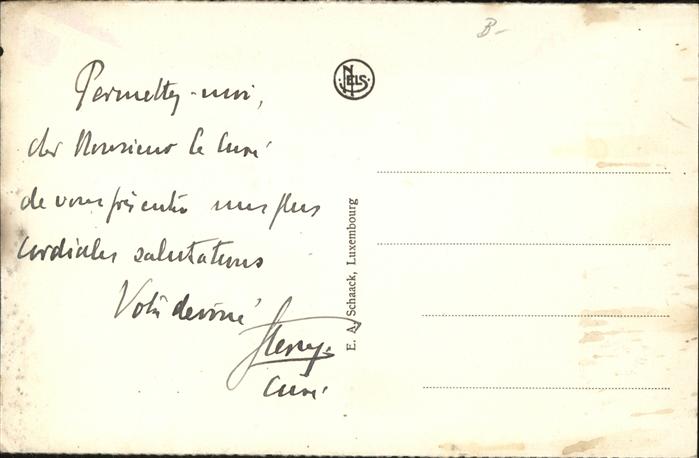 B-
NELS
Permettez-moi,
cher Monsieur le Curé
de vous présenter mes plus
cordiales salutations
Votre dévoué
Curé
E. A. Schaack, Luxembourg